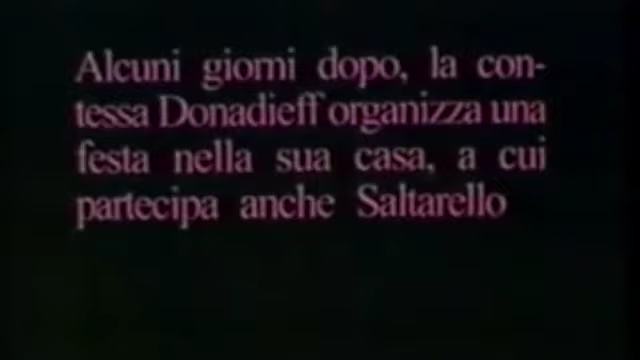 Alcuni giorni dopo, la con-
tessa Donadieff organizza una
festa nella sua casa, a cui
partecipa anche Saltarello